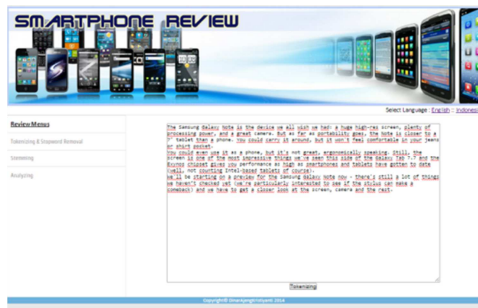 SMARTPHONE REVIEW
Select Language : English :: Indonesia
Review Menus
Tokenizing & Stopword Removal
Stemming
Analyzing
The Samsung Galaxy Note is the device we all wish we had: a huge high-res screen, plenty of
processing power, and a great camera. But as far as portability goes, the Note is closer to a
7" tablet than a phone. You could carry it around, but it won't feel comfortable in your jeans
or shirt pocket.
You could even use it as a phone, but it's not great, ergonomically speaking. Still, the
screen is one of the most impressive things we've seen this side of the Galaxy Tab 7.7 and the
Exynos chipset gives you performance as high as smartphones and tablets have gotten to date
(well, not counting Intel-based tablets of course).
We'll be starting on a preview for the Samsung Galaxy Note now - there's still a lot of things
we haven't checked yet (we're particularly interested to see if the stylus can make a
comeback) and we have to get a closer look at the screen, camera and the rest.
Tokenizing
Copyright© 2014